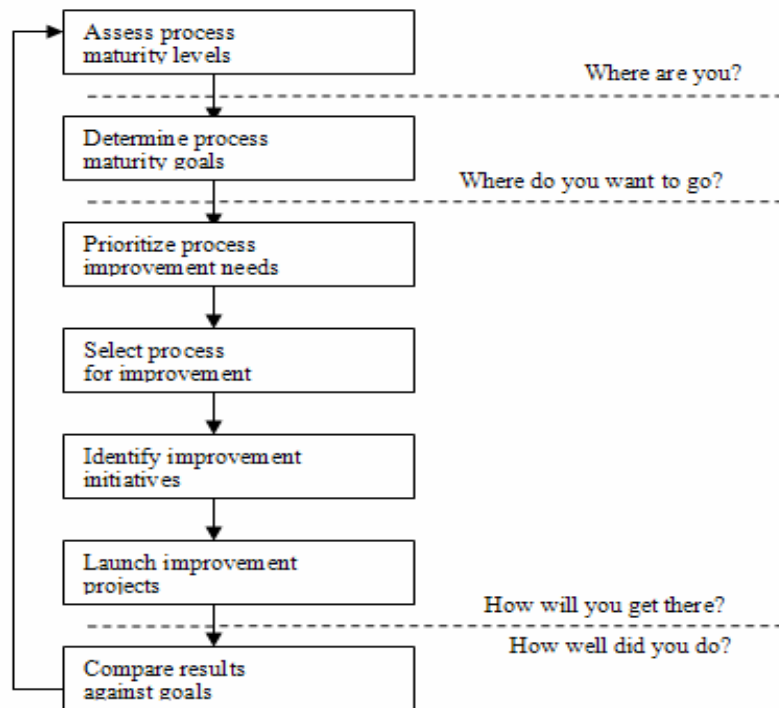 Assess process
maturity levels
Where are you?
Determine process
maturity goals
Where do you want to go?
Prioritize process
improvement needs
Select process
for improvement
Identify improvement
initiatives
Launch improvement
projects
How will you get there?
How well did you do?
Compare results
against goals